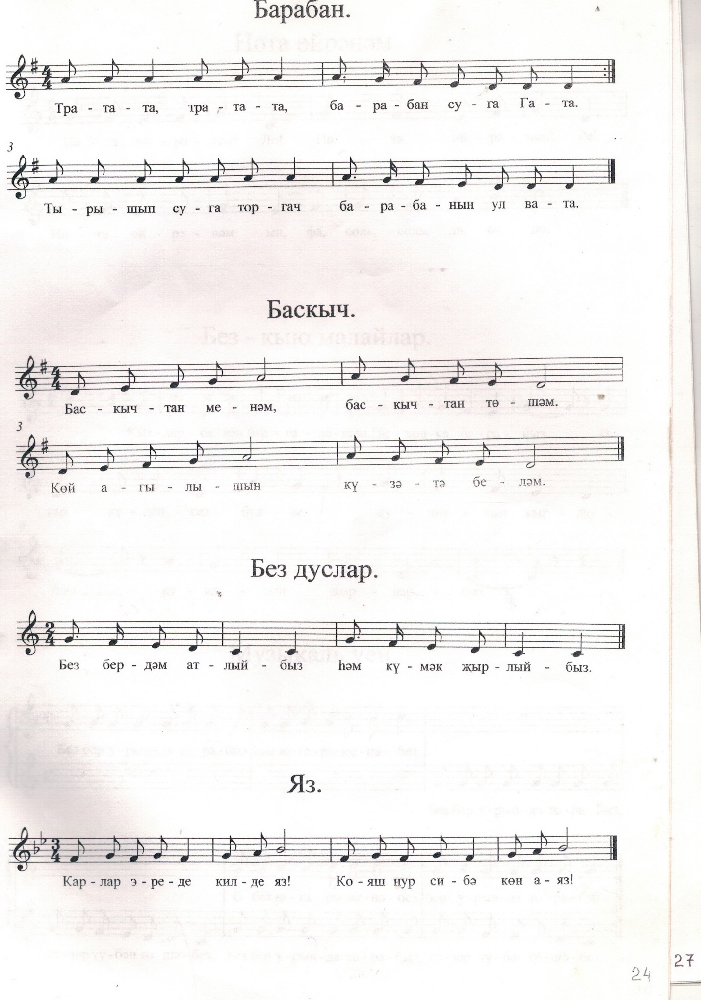 Барабан.
Тра - та - та, тра - та - та, ба - ра - бан су - га Га - та.
3
Ты - ры - шып су - га тор - гач ба - ра - ба - нын ул ва - та.
Баскыч.
Бас - кыч - тан ме - нәм, бас - кыч - тан тө - шәм.
3
Көй а - гы - лы - шын кү - зә - тә бе - ләм.
Без дуслар.
Без бер - дәм ат - лый - быз һәм кү - мәк җыр - лый - быз.
Яз.
Кар - лар э - ре - де кил - де яз! Ко - яш нур си - бә көн а - яз!
27
24